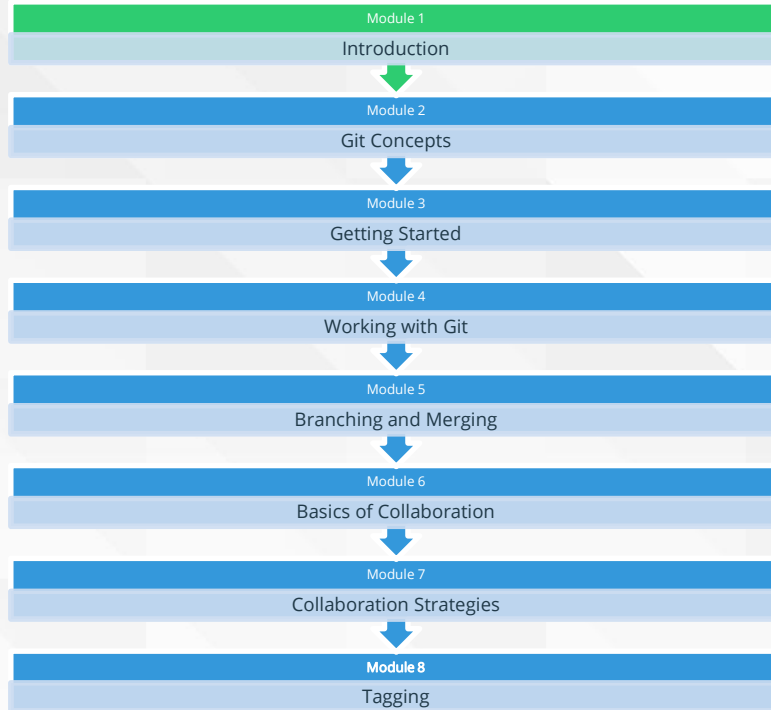 Module 1
Introduction
Module 2
Git Concepts
Module 3
Getting Started
Module 4
Working with Git
Module 5
Branching and Merging
Module 6
Basics of Collaboration
Module 7
Collaboration Strategies
Module 8
Tagging